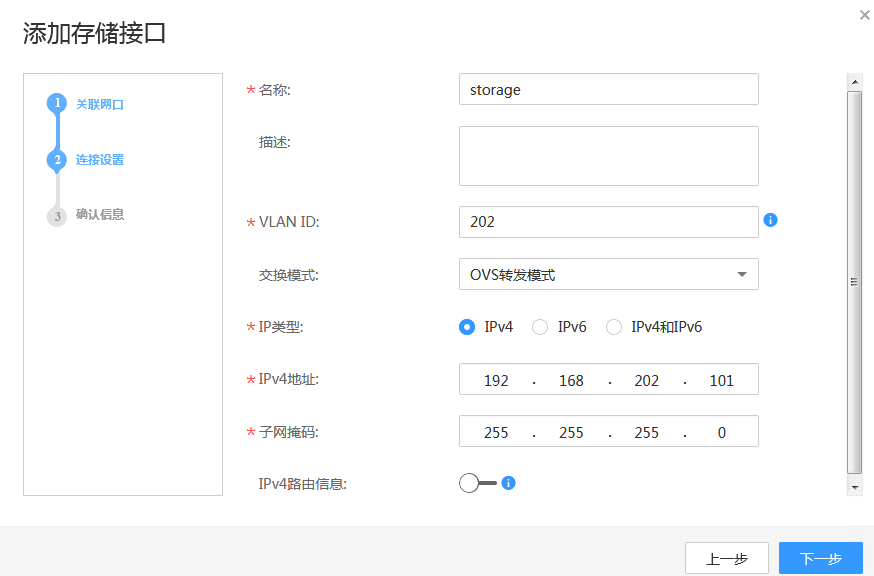 添加存储接口
1 关联网口
2 连接设置
3 确认信息
* 名称: storage
描述:
* VLAN ID: 202
交换模式: OVS转发模式
* IP类型: IPv4 IPv6 IPv4和IPv6
* IPv4地址: 192 . 168 . 202 . 101
* 子网掩码: 255 . 255 . 255 . 0
IPv4路由信息:
上一步 下一步